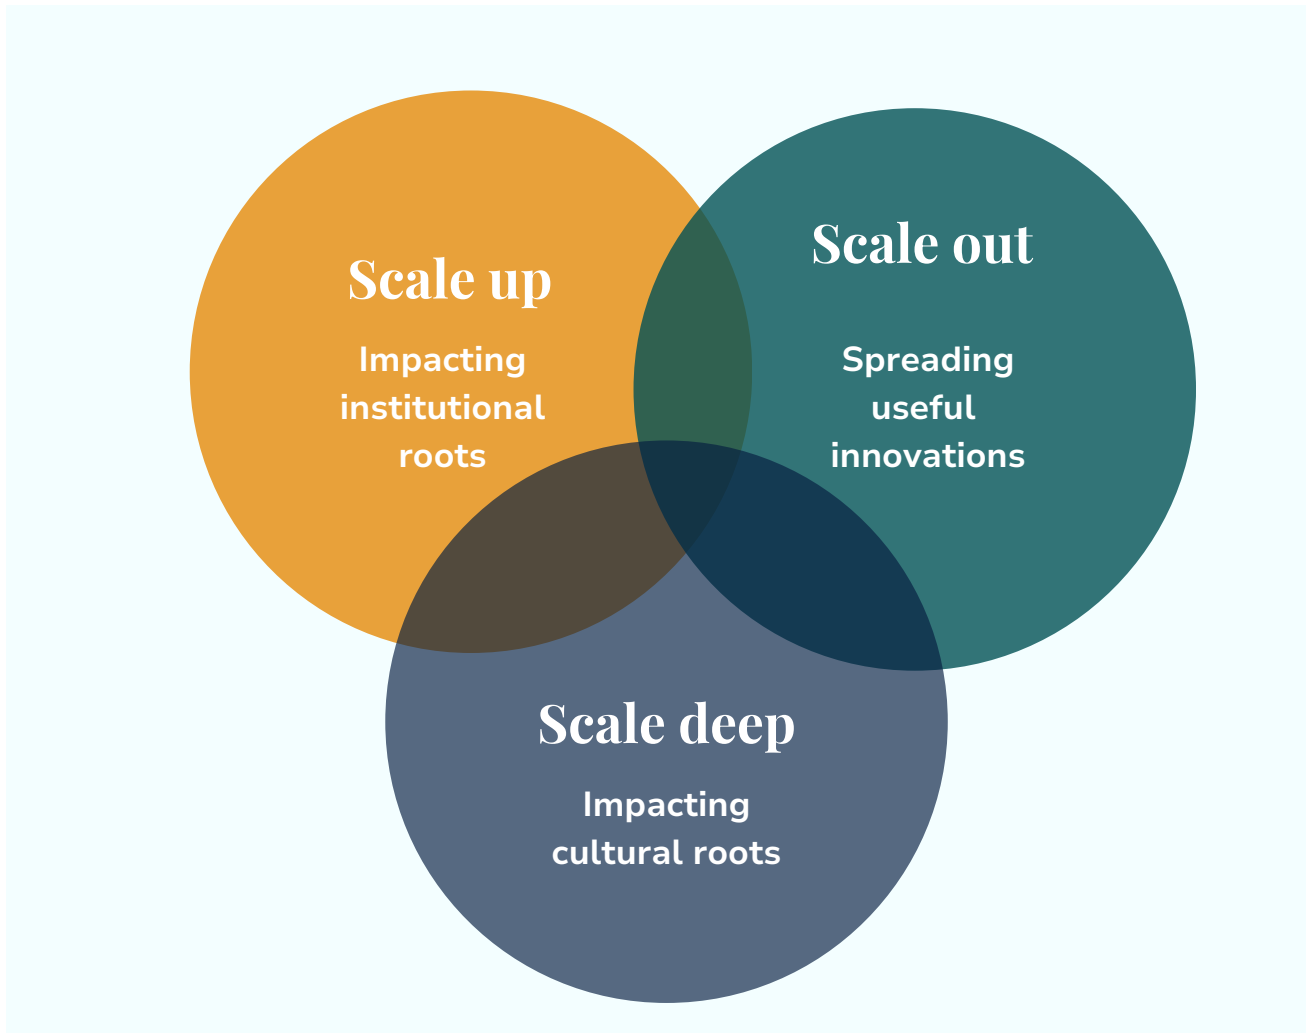 Scale up
Impacting
institutional
roots
Scale out
Spreading
useful
innovations
Scale deep
Impacting
cultural roots